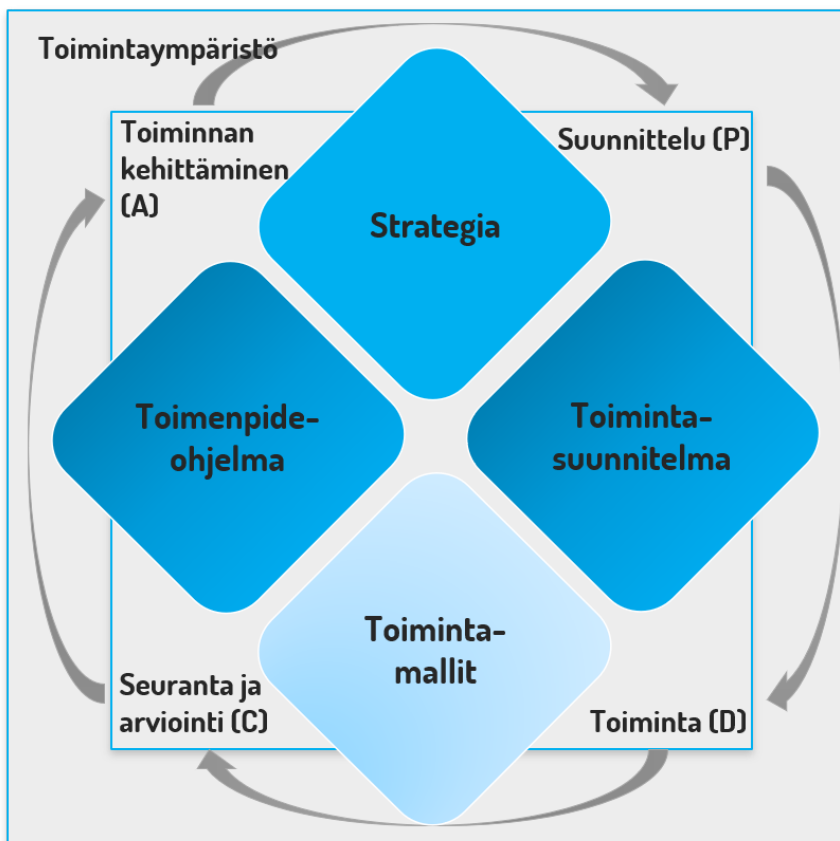 Toimintaympäristö
Toiminnan
kehittäminen
(A)
Suunnittelu (P)
Strategia
Toimenpide-
ohjelma
Toiminta-
suunnitelma
Toiminta-
mallit
Seuranta ja
arviointi (C)
Toiminta (D)